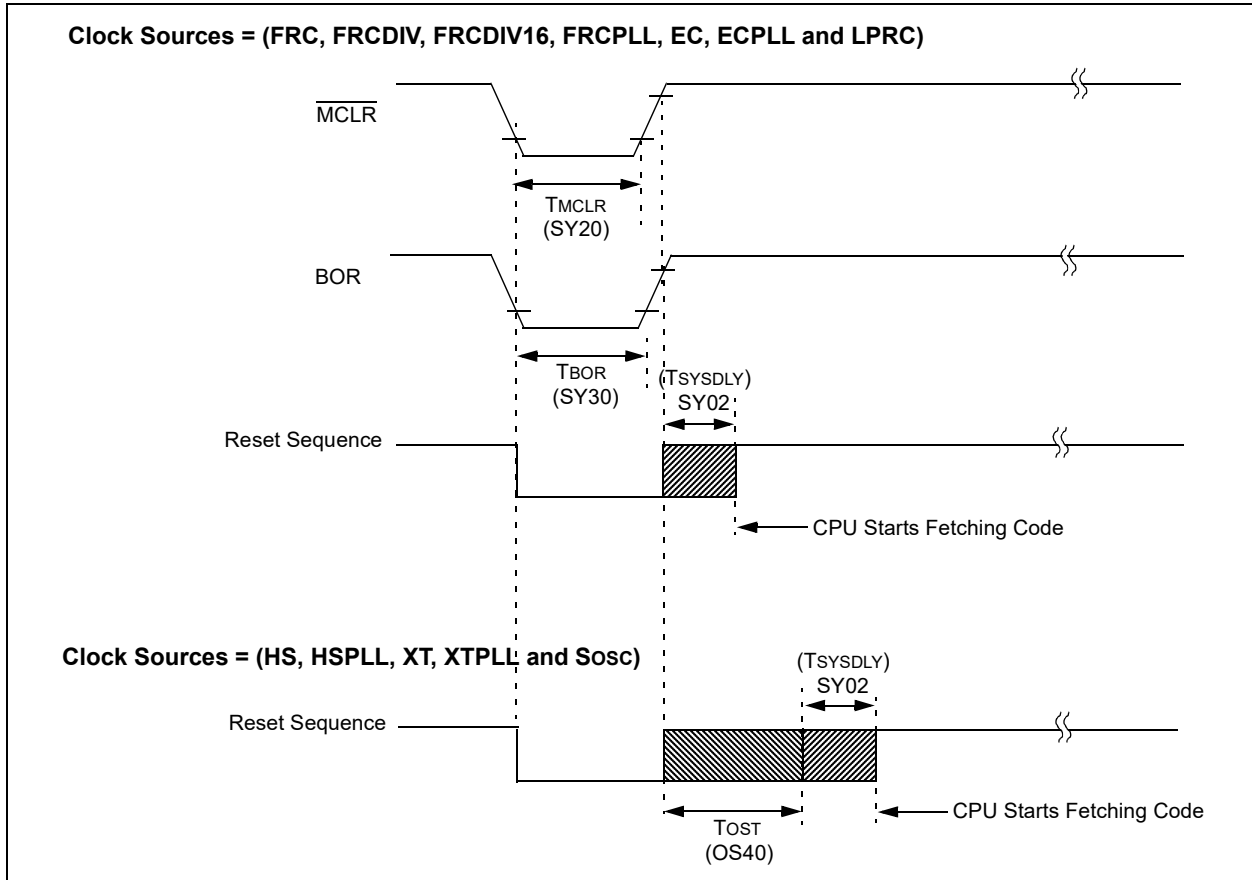 Clock Sources = (FRC, FRCDIV, FRCDIV16, FRCPLL, EC, ECPLL and LPRC)
MCLR
TMCLR
(SY20)
BOR
TBOR
(SY30)
(TSYSDLY)
SY02
Reset Sequence
CPU Starts Fetching Code
Clock Sources = (HS, HSPLL, XT, XTPLL and SOSC)
(TSYSDLY)
SY02
Reset Sequence
CPU Starts Fetching Code
TOST
(OS40)